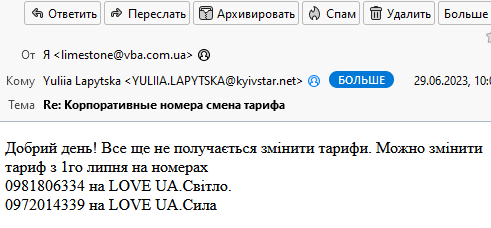 Ответить Переслать Архивировать Спам Удалить Больше
От Я <limestone@vba.com.ua>
Кому Yuliia Lapytska <YULIIA.LAPYTSKA@kyivstar.net> БОЛЬШЕ 29.06.2023, 10:0
Тема Re: Корпоративные номера смена тарифа
Добрий день! Все ще не получається змінити тарифи. Можно змінити
тариф з 1го липня на номерах
0981806334 на LOVE UA.Світло.
0972014339 на LOVE UA.Сила